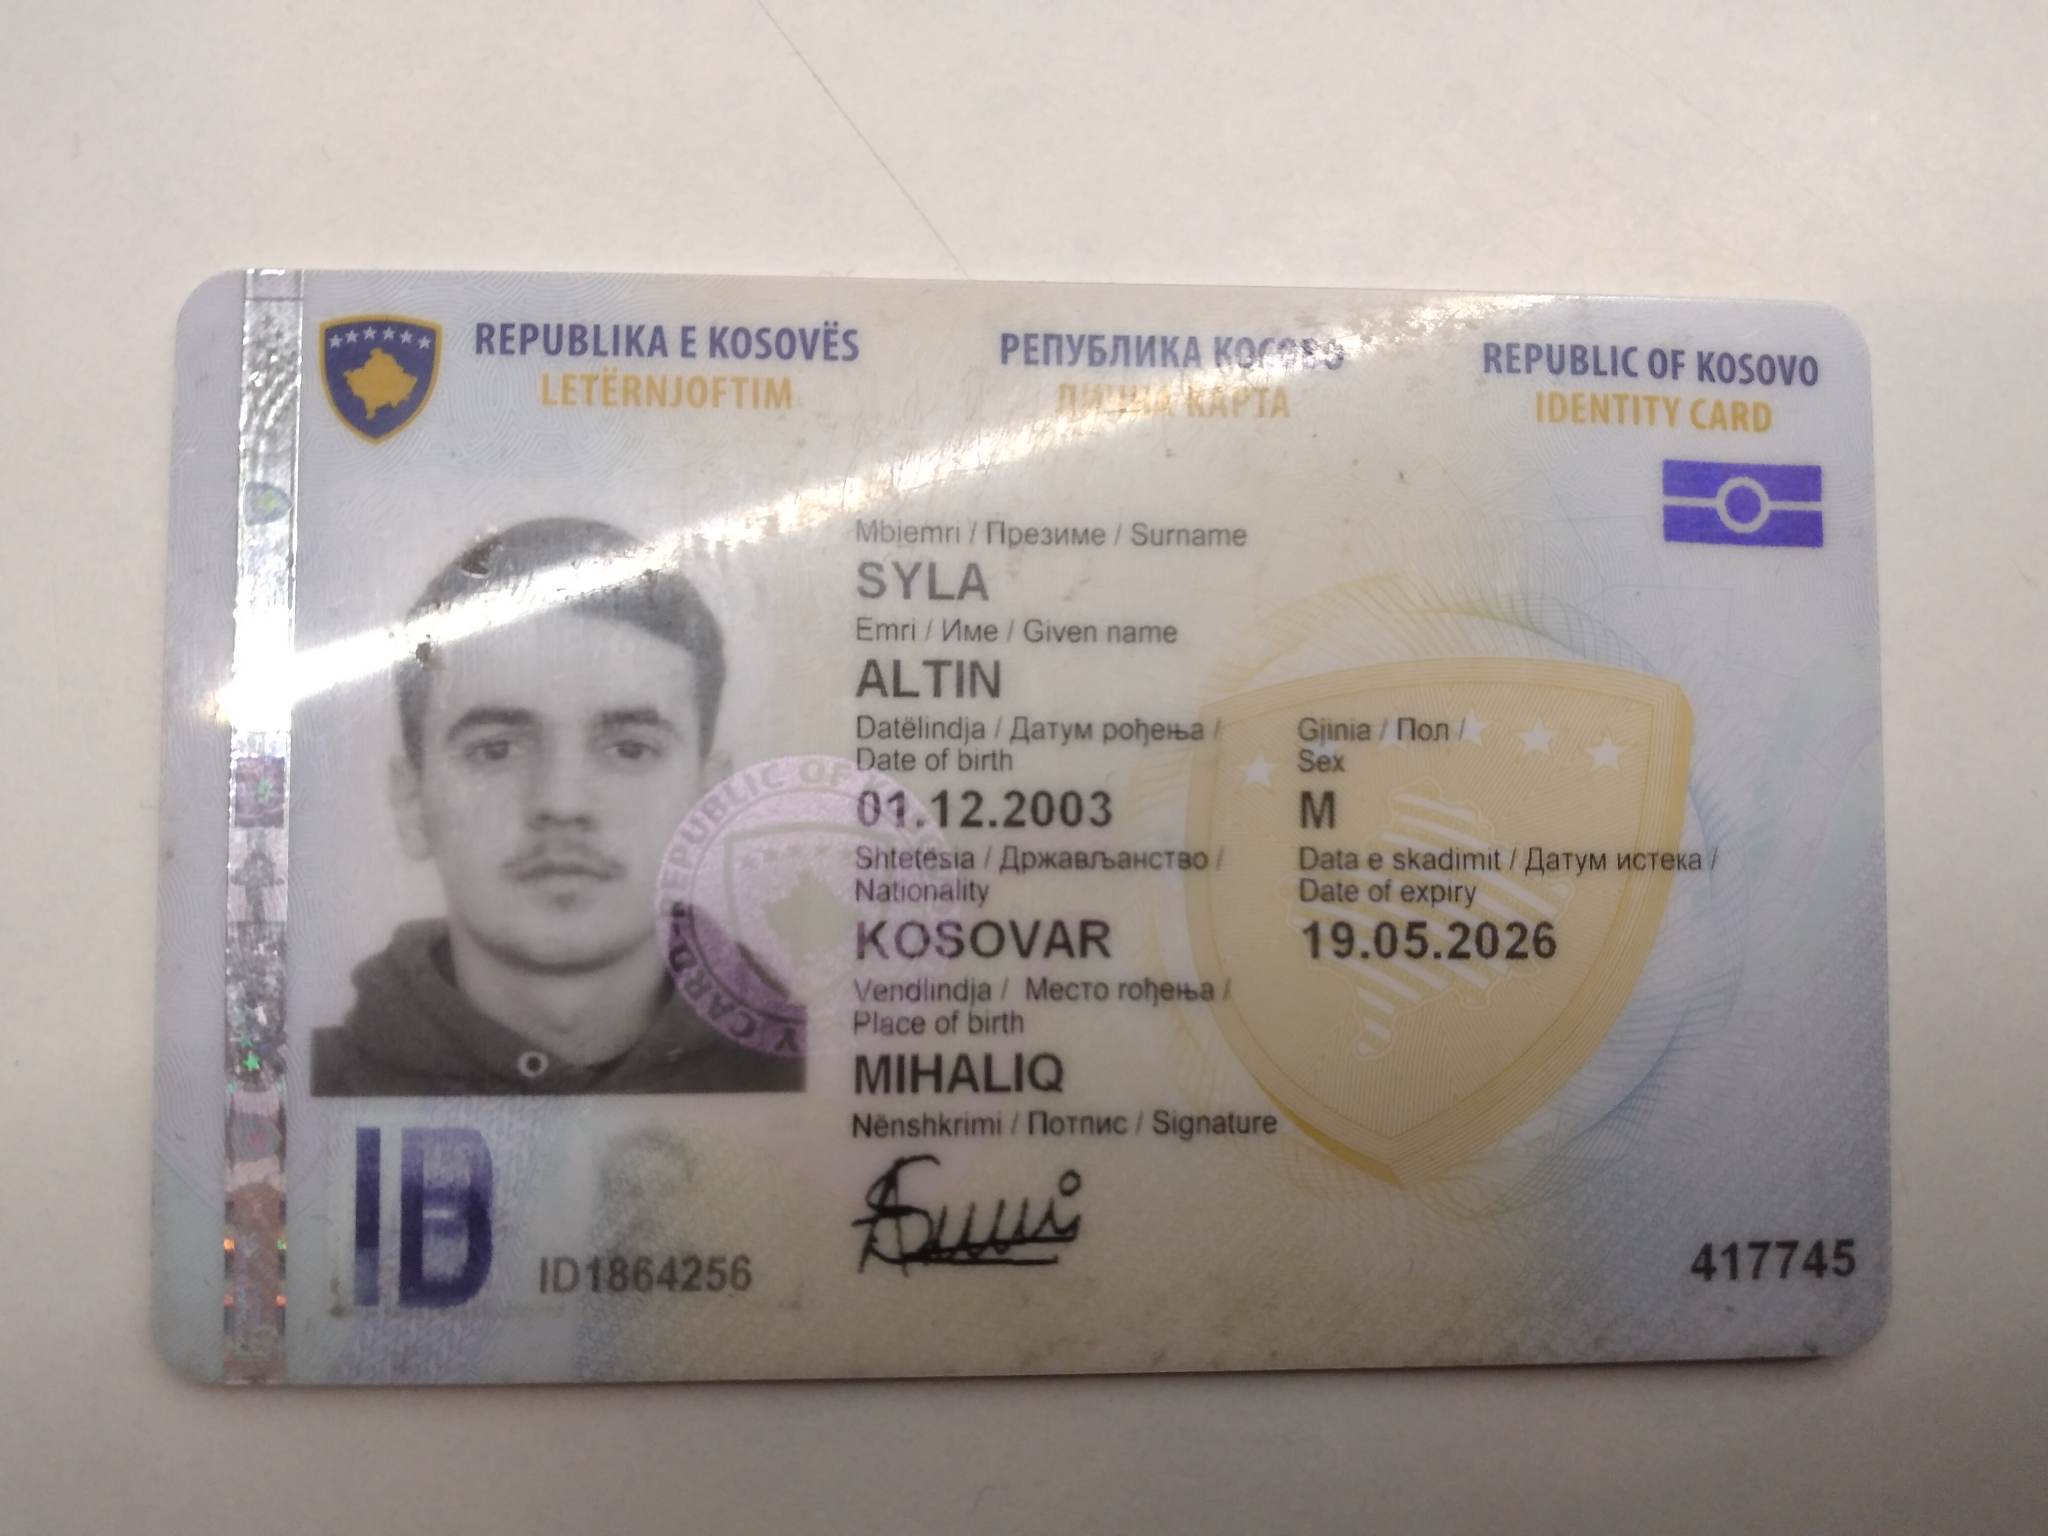 REPUBLIKA E KOSOVËS
LETËRNJOFTIM
РЕПУБЛИКА КОСОВО
ЛИЧНА КАРТА
REPUBLIC OF KOSOVO
IDENTITY CARD
Mbiemri / Презиме / Surname
SYLA
Emri / Име / Given name
ALTIN
Datëlindja / Датум рођења /
Date of birth
01.12.2003
Gjinia / Пол /
Sex
M
Shtetësia / Држављанство /
Nationality
KOSOVAR
Data e skadimit / Датум истека /
Date of expiry
19.05.2026
Vendlindja / Место рођења /
Place of birth
MIHALIQ
Nënshkrimi / Потпис / Signature
ID
ID1864256
417745
REPUBLIC OF
CARD